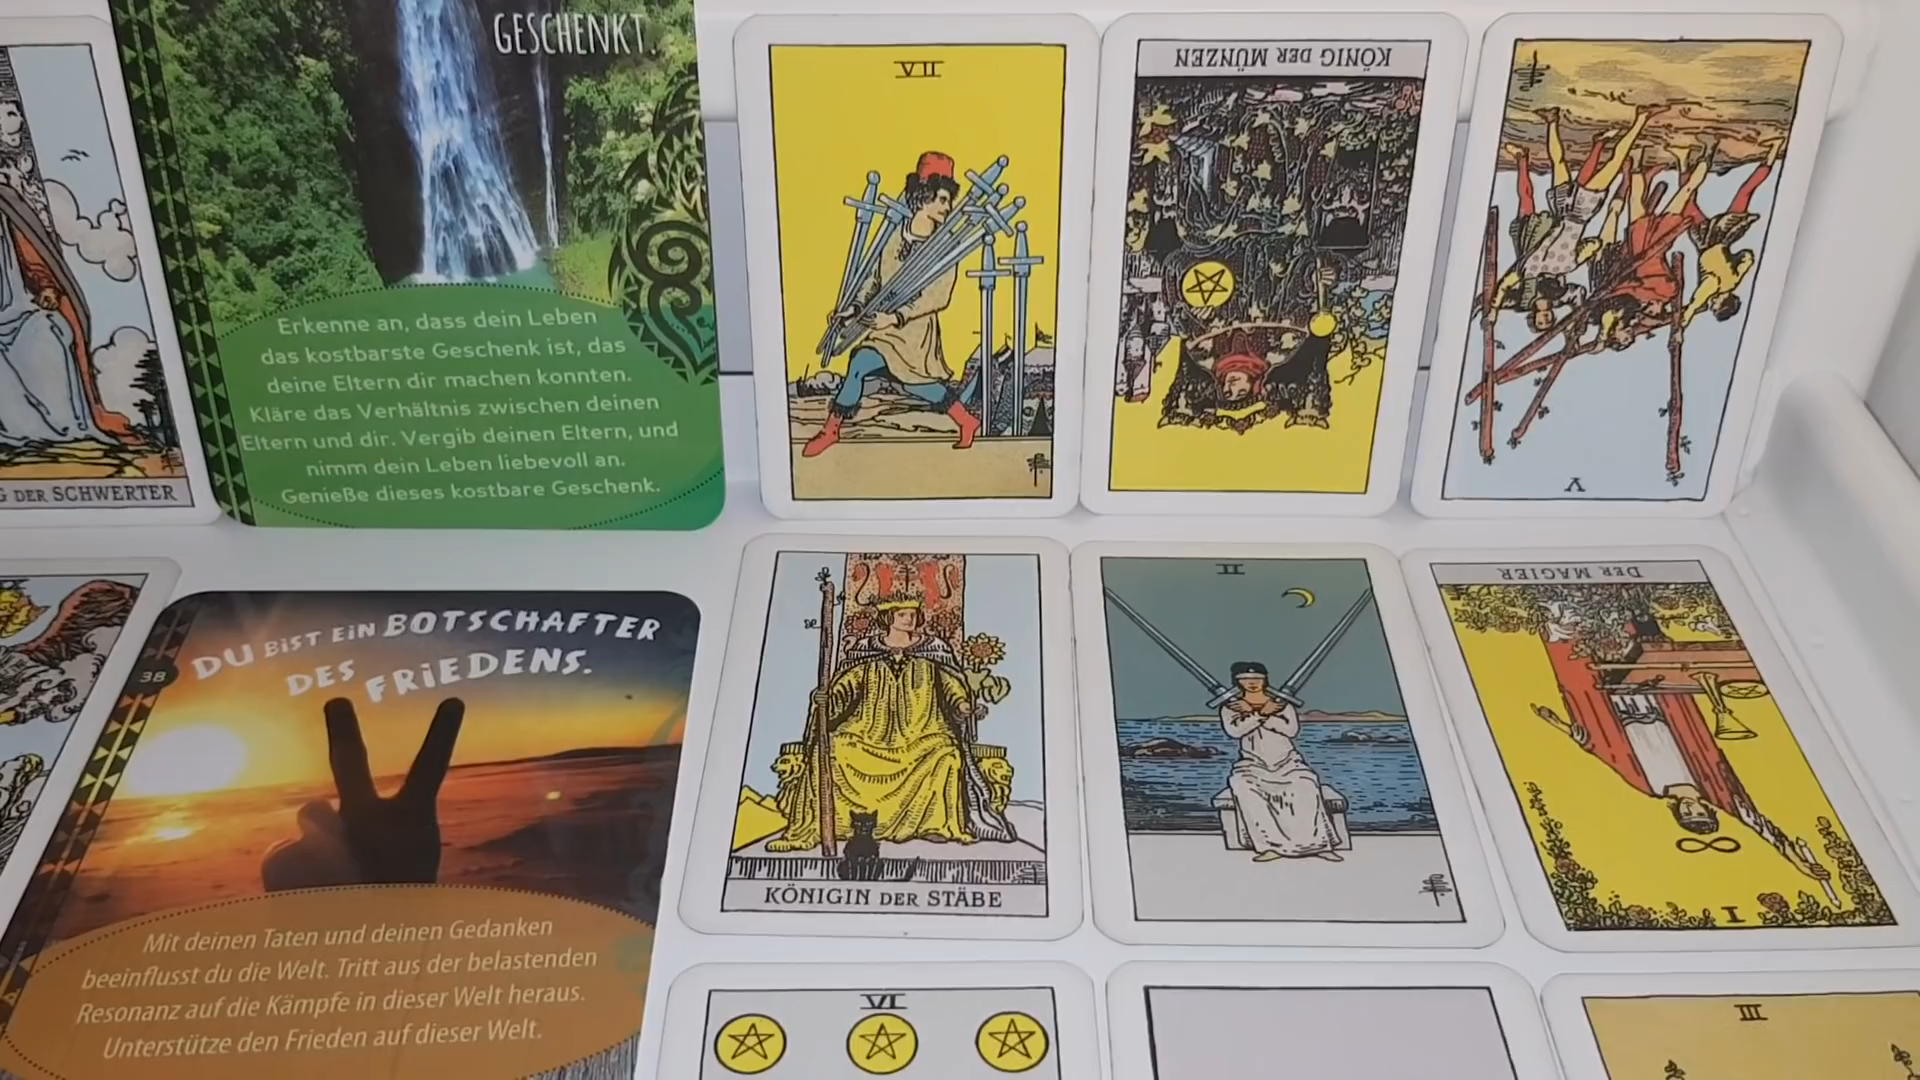 GESCHENKT.
Erkenne an, dass dein Leben
das kostbarste Geschenk ist, das
deine Eltern dir machen konnten.
Kläre das Verhältnis zwischen deinen
Eltern und dir. Vergib deinen Eltern, und
nimm dein Leben liebevoll an.
Genieße dieses kostbare Geschenk.
DER SCHWERTER
VII
KÖNIG DER MÜNZEN
V
38
DU BIST EIN BOTSCHAFTER
DES FRIEDENS.
Mit deinen Taten und deinen Gedanken
beeinflusst du die Welt. Tritt aus der belastenden
Resonanz auf die Kämpfe in dieser Welt heraus.
Unterstütze den Frieden auf dieser Welt.
KÖNIGIN DER STÄBE
II
DER MAGIER
I
VI
III